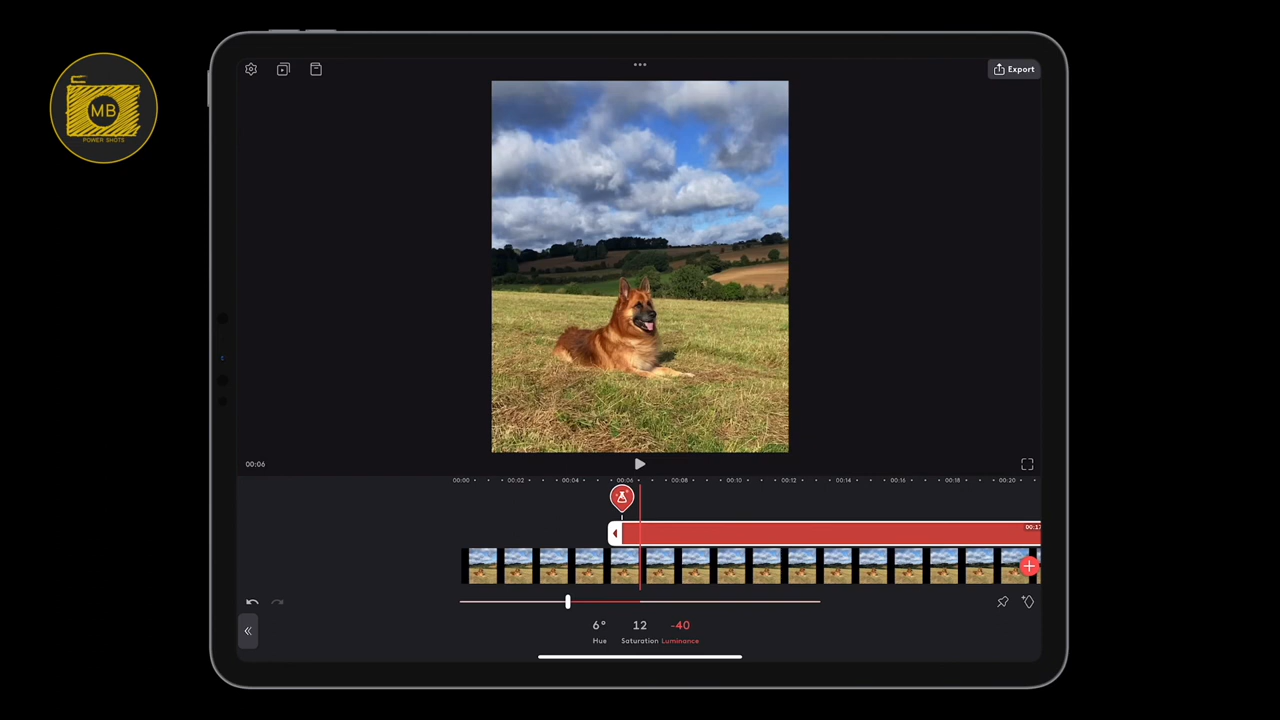 MB
POWER SHOTS
Export
00:06
00:00 00:02 00:04 00:06 00:08 00:10 00:12 00:14 00:16 00:18 00:20
00:17
6° 12 -40
Hue Saturation Luminance